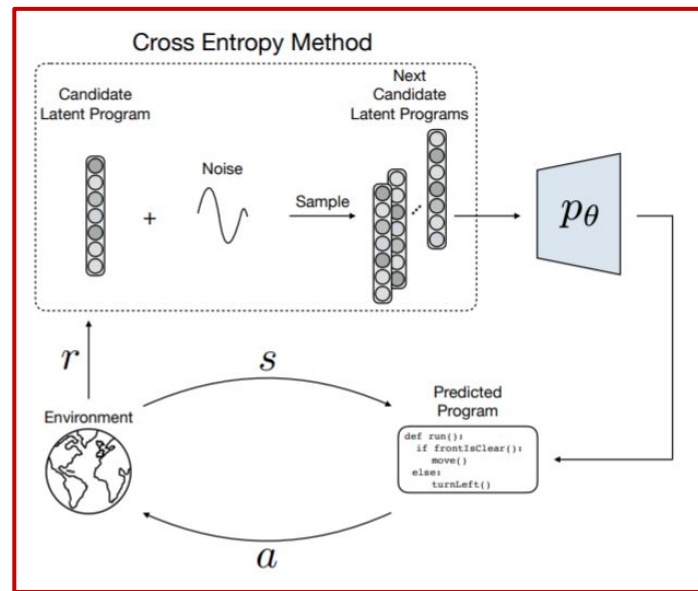 Cross Entropy Method
Candidate
Latent Program
Noise
Next
Candidate
Latent Programs
+
Sample
pθ
r
s
Environment
Predicted
Program
def run():
  if frontIsClear():
    move()
  else:
    turnLeft()
a